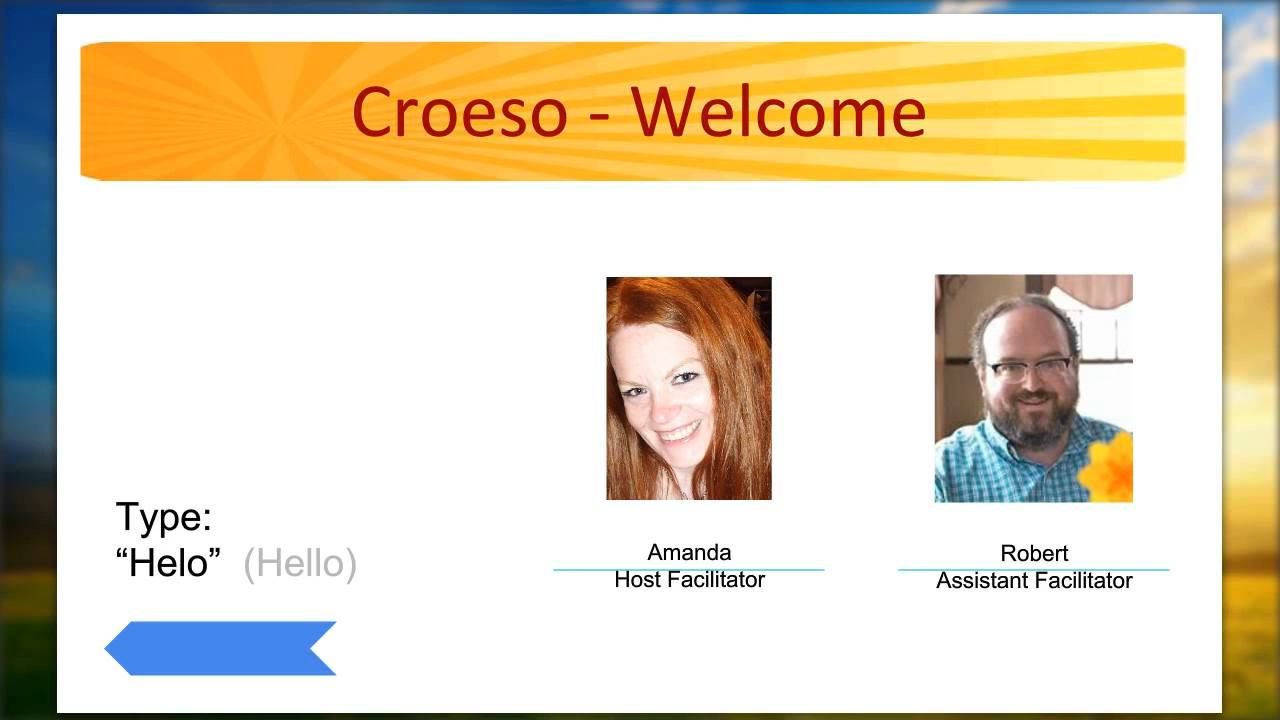 Croeso - Welcome
Type:
“Helo” (Hello)
Amanda
Host Facilitator
Robert
Assistant Facilitator